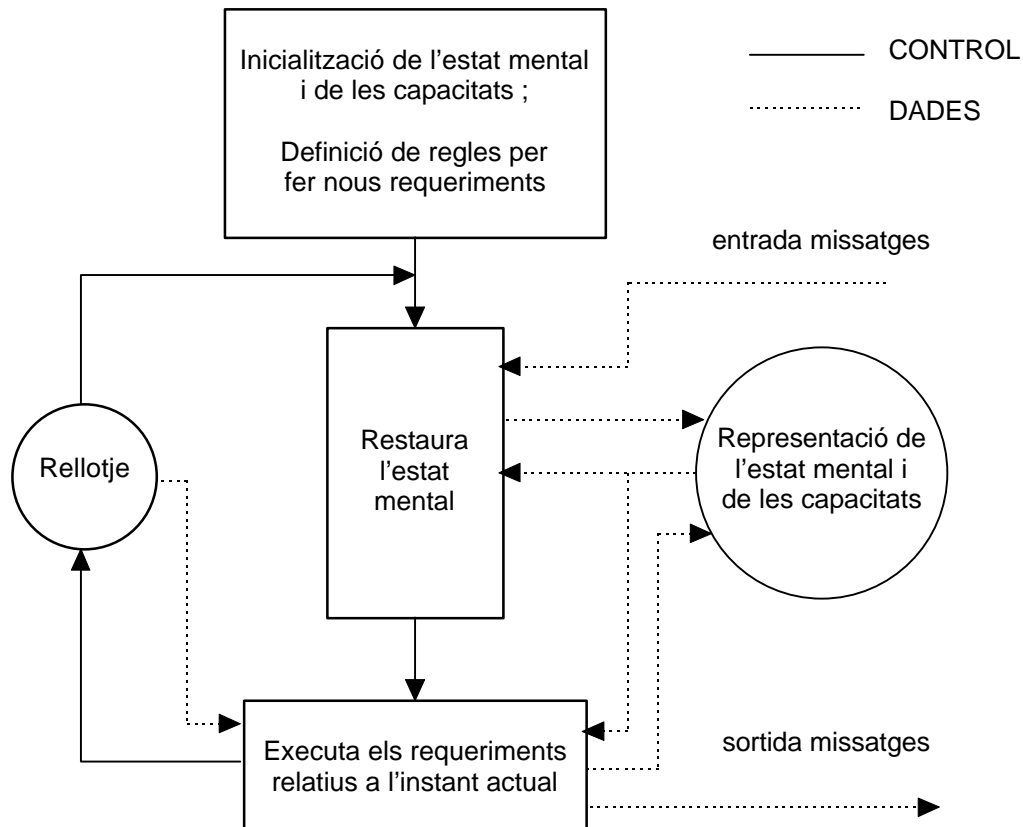 Inicialització de l'estat mental
i de les capacitats ;
Definició de regles per
fer nous requeriments
CONTROL
DADES
entrada missatges
Rellotje
Restaura
l'estat
mental
Representació de
l'estat mental i
de les capacitats
Executa els requeriments
relatius a l'instant actual
sortida missatges